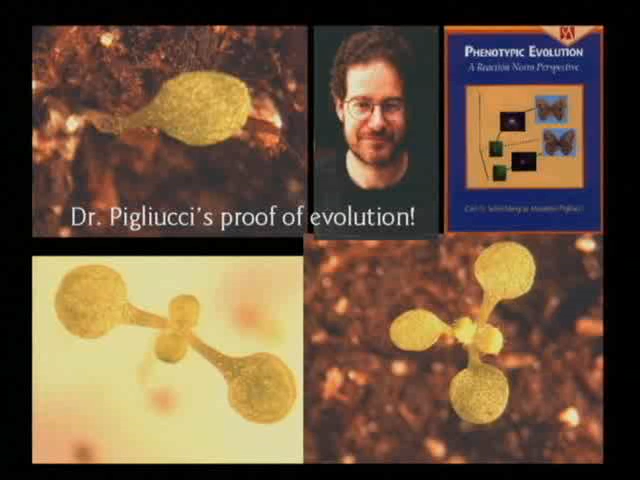 PHENOTYPIC EVOLUTION
A Reaction Norm Perspective
Dr. Pigliucci's proof of evolution!